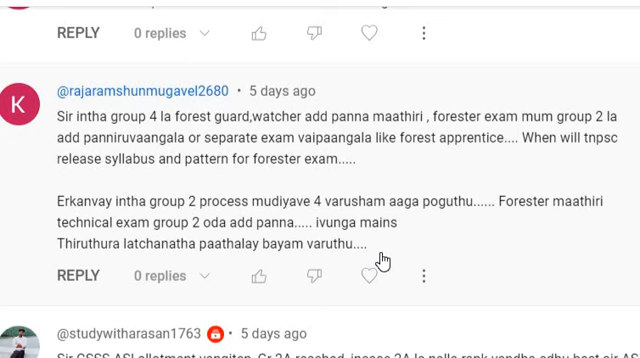 REPLY 0 replies
@rajaramshunmugavel2680 • 5 days ago
K
Sir intha group 4 la forest guard,watcher add panna maathiri , forester exam mum group 2 la
add panniruvaangala or separate exam vaipaangala like forest apprentice.... When will tnpsc
release syllabus and pattern for forester exam.....
Erkanvay intha group 2 process mudiyave 4 varusham aaga poguthu...... Forester maathiri
technical exam group 2 oda add panna..... ivunga mains
Thiruthura latchanatha paathalay bayam varuthu....
REPLY 0 replies
@studywitharasan1763 • 5 days ago